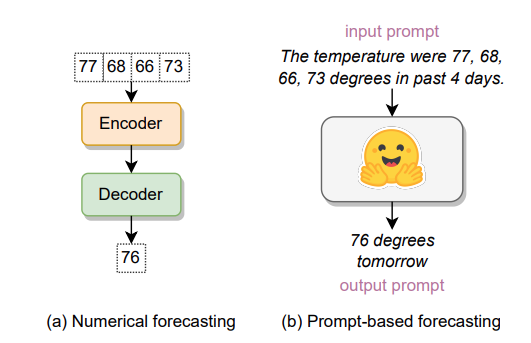 77 68 66 73
Encoder
Decoder
76
(a) Numerical forecasting
input prompt
The temperature were 77, 68,
66, 73 degrees in past 4 days.
76 degrees
tomorrow
output prompt
(b) Prompt-based forecasting